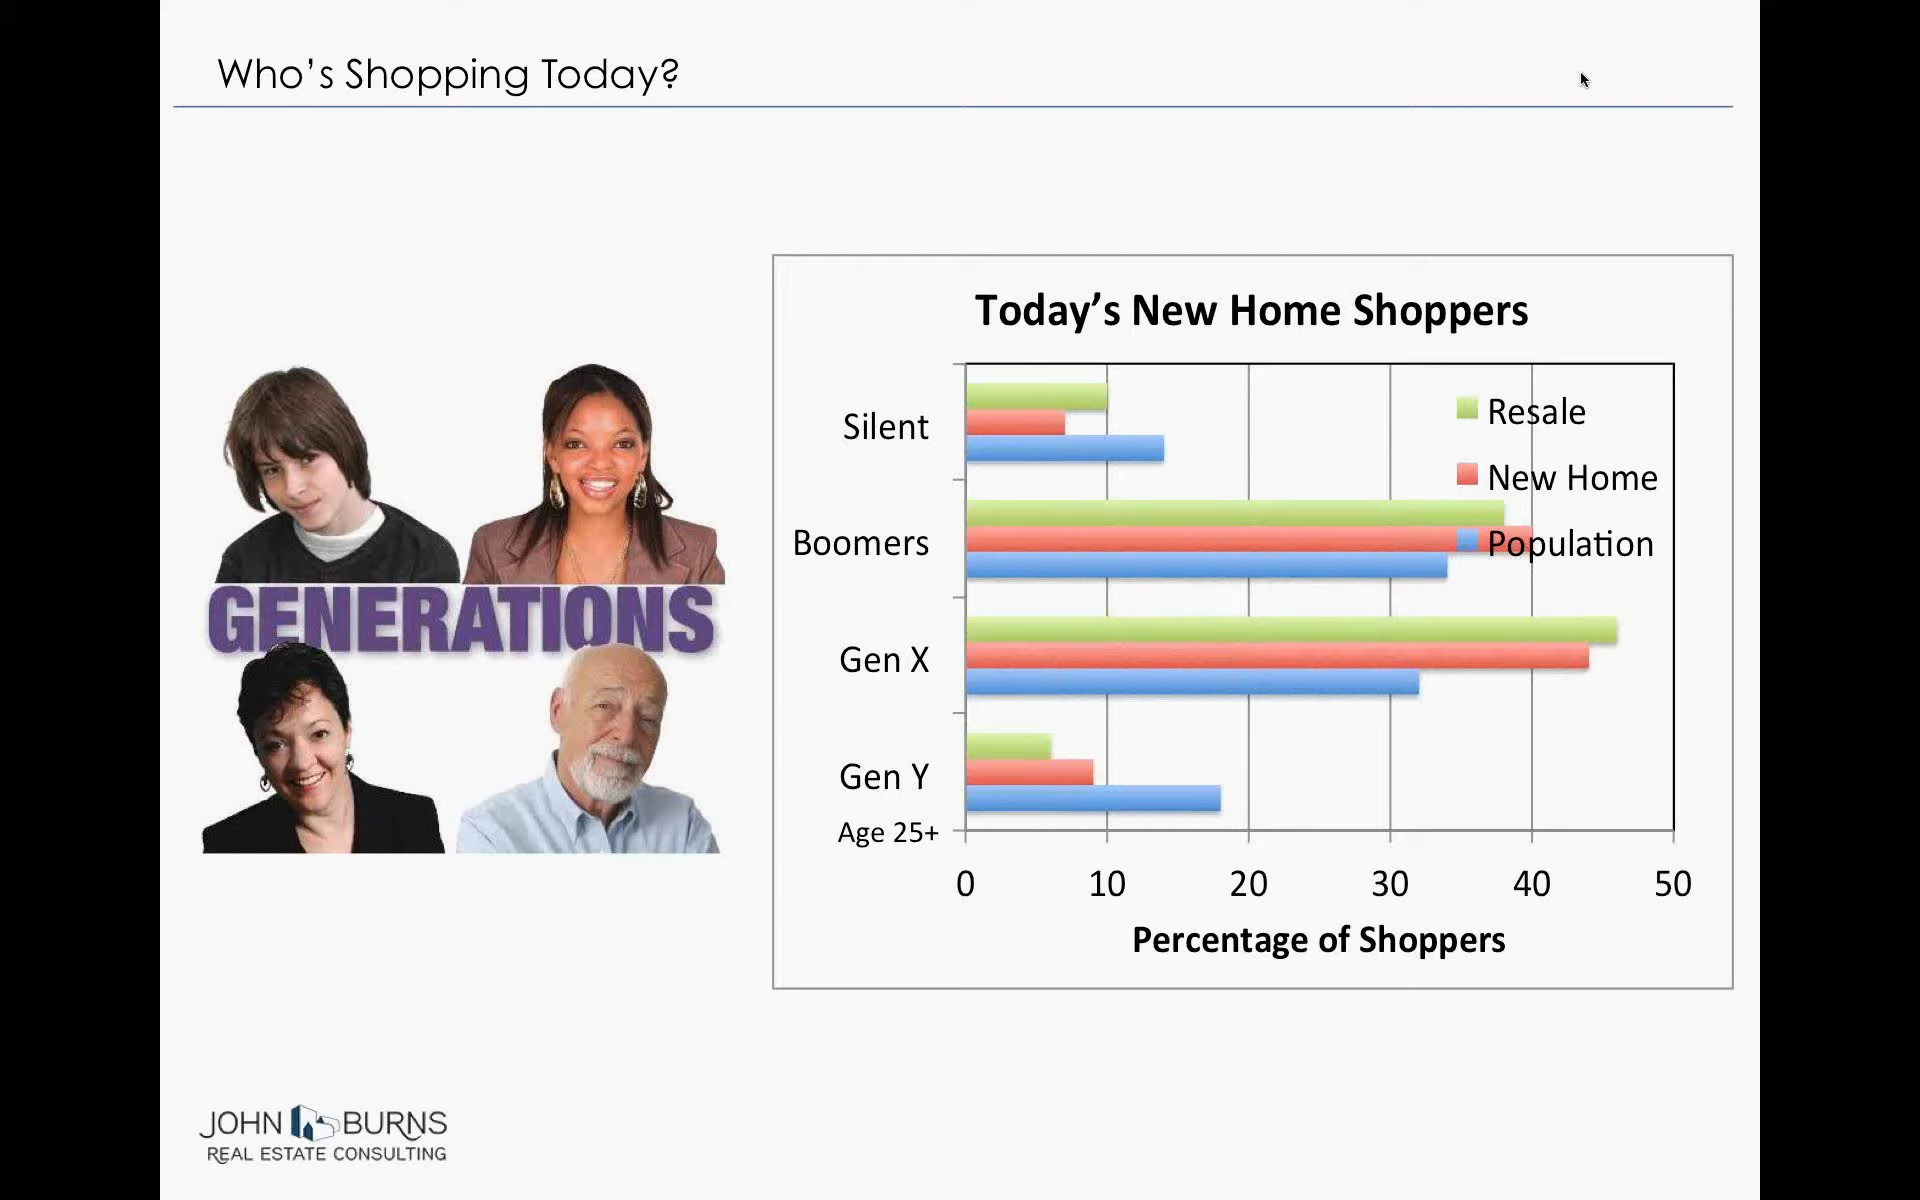 Who's Shopping Today?
GENERATIONS
Today's New Home Shoppers
Silent
Boomers
Gen X
Gen Y
Age 25+
Resale
New Home
Population
0 10 20 30 40 50
Percentage of Shoppers
JOHN BURNS
REAL ESTATE CONSULTING